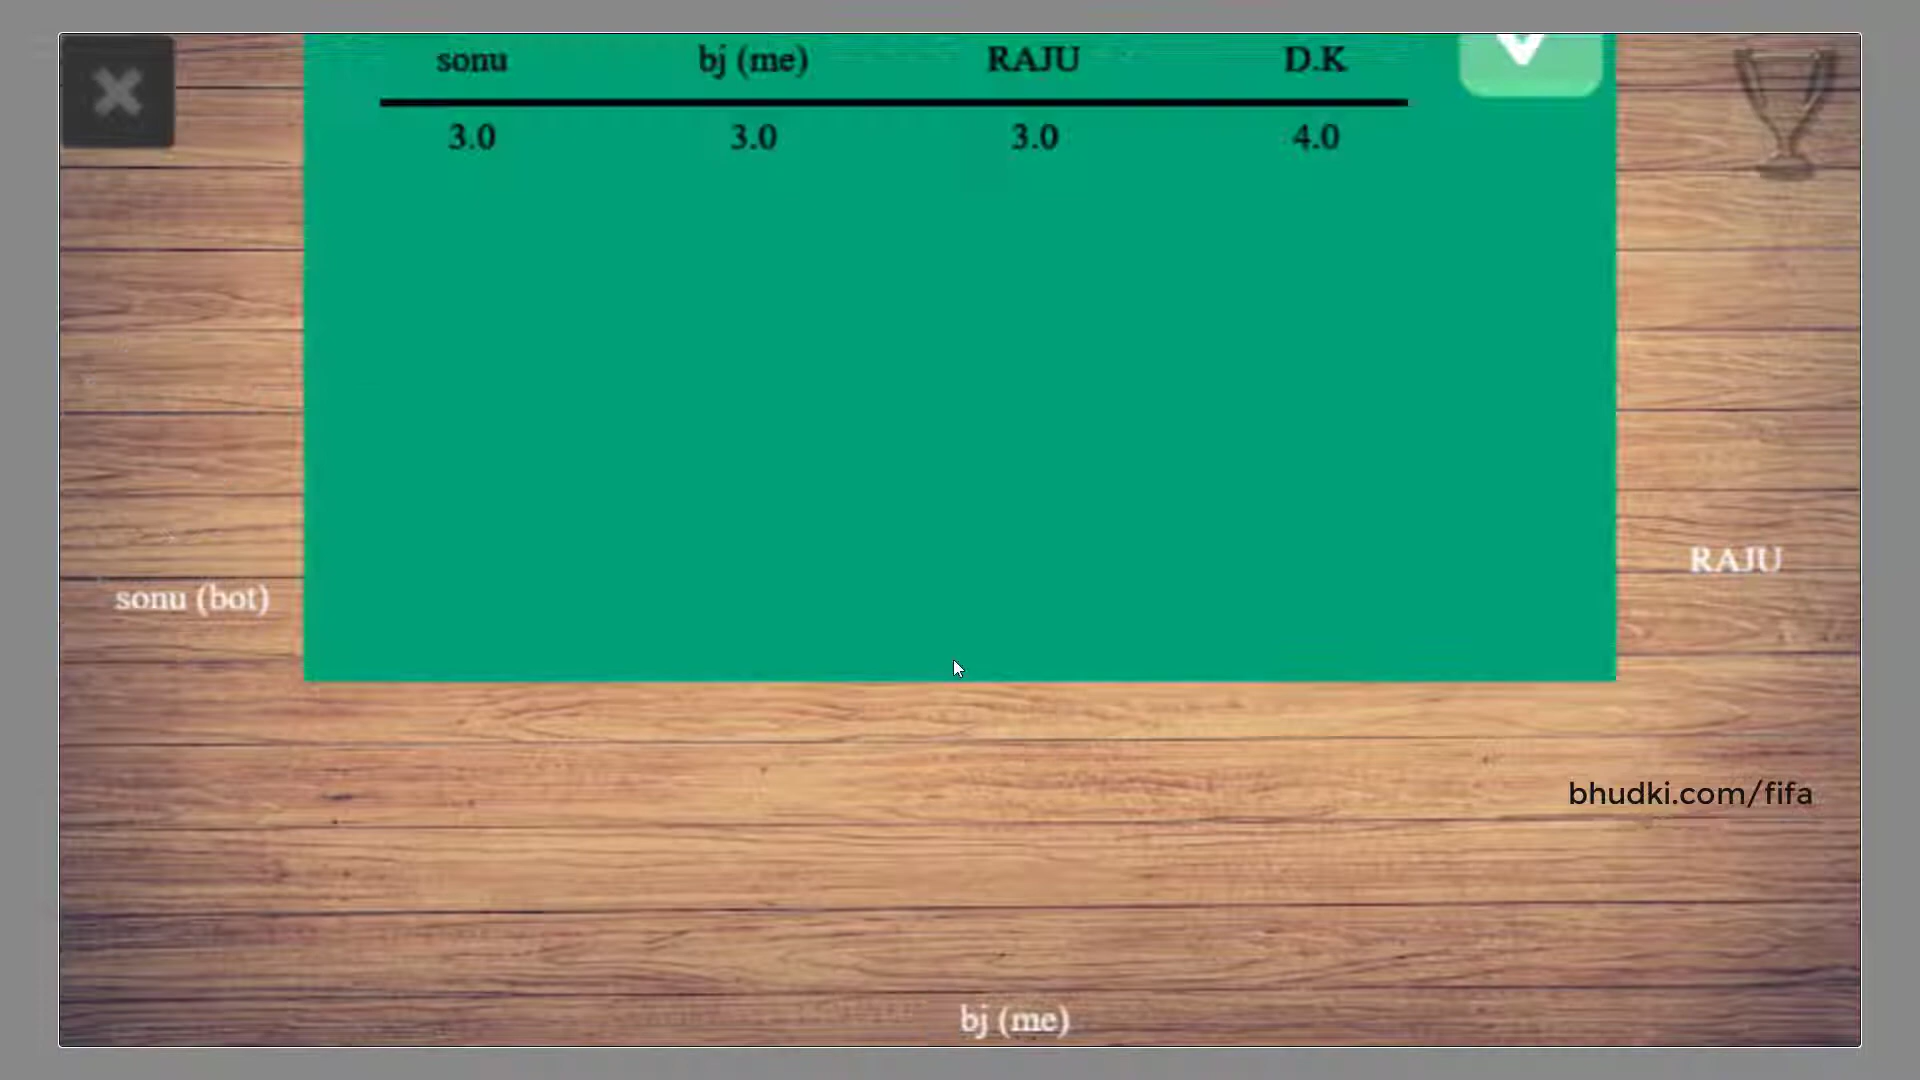 sonu bj (me) RAJU D.K
3.0 3.0 3.0 4.0
RAJU
sonu (bot)
bhudki.com/fifa
bj (me)